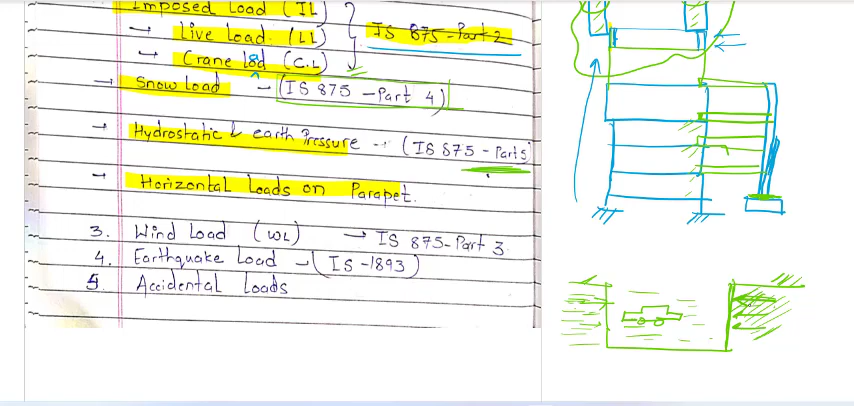 Imposed Load (IL)
→ Live Load. (LL)
IS 875-Part 2
→ Crane load (C.L)
→ Snow Load - (IS 875 - Part 4)
→ Hydrostatic & earth Pressure → (IS 875 - Part 5)
→ Horizontal Loads on Parapet.
3. Wind Load (WL) → IS 875-Part 3
4. Earthquake Load - (IS -1893)
5. Accidental Loads